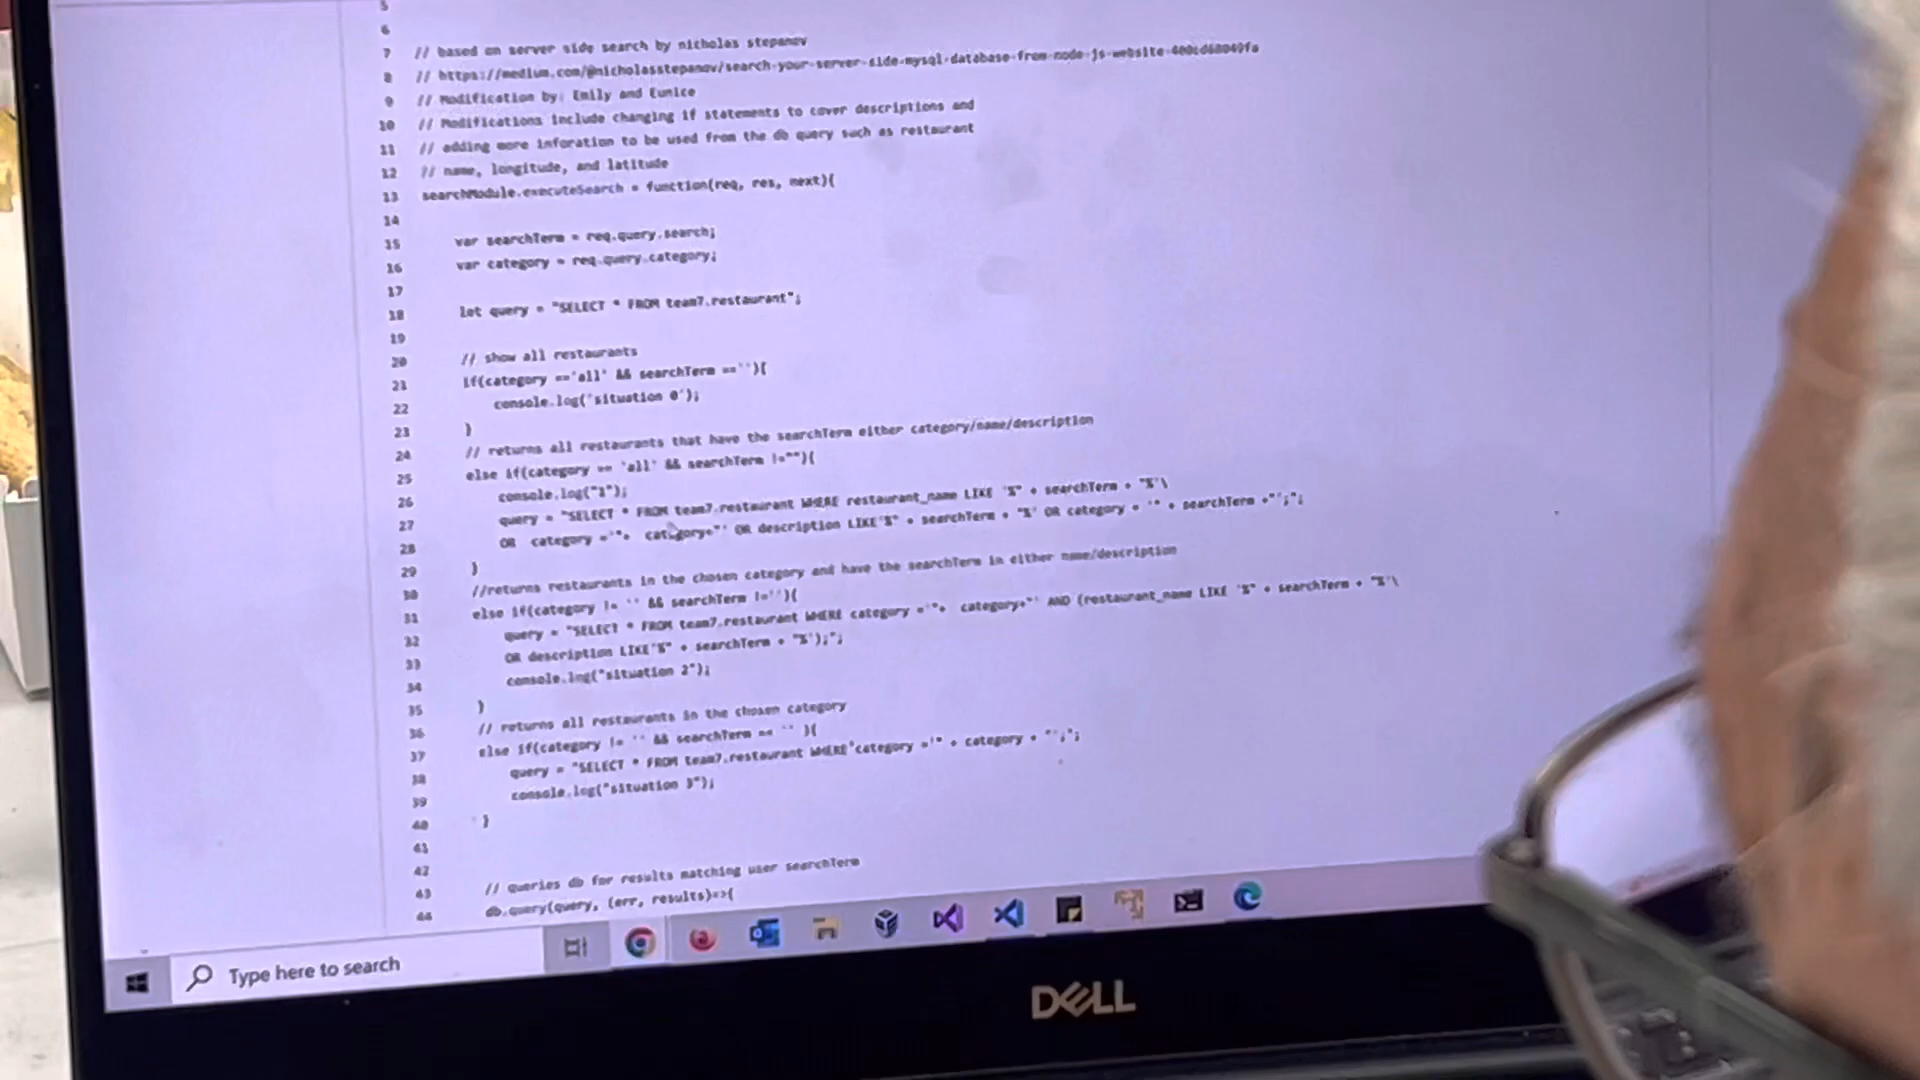 5
6
7 // based on server side search by nicholas stepanov
8 // https://medium.com/@nicholasstepanov/search-your-server-side-mysql-database-from-node-js-website-
9 // Modification by: Emily and Eunice
10 // Modifications include changing if statements to cover descriptions and
11 // adding more inforation to be used from the db query such as restaurant
12 // name, longitude, and latitude
13 searchModule.executeSearch = function(req, res, next){
14
15 var searchTerm = req.query.search;
16 var category = req.query.category;
17
18 let query = "SELECT * FROM team7.restaurant";
19
20 // show all restaurants
21 if(category =='all' && searchTerm ==''){
22 console.log('situation 0');
23 }
24 // returns all restaurants that have the searchTerm either category/name/description
25 else if(category == 'all' && searchTerm !=""){
26 console.log("1");
27 query = "SELECT * FROM team7.restaurant WHERE restaurant_name LIKE '%" + searchTerm + "%'\
28 OR category ='"+ category+"' OR description LIKE'%" + searchTerm + "%' OR category = '" + searchTerm +"';";
29 }
30 //returns restaurants in the chosen category and have the searchTerm in either name/description
31 else if(category != '' && searchTerm !=''){
32 query = "SELECT * FROM team7.restaurant WHERE category ='"+ category+"' AND (restaurant_name LIKE '%" + searchTerm + "%'\
33 OR description LIKE'%" + searchTerm + "%');";
34 console.log("situation 2");
35 }
36 // returns all restaurants in the chosen category
37 else if(category != '' && searchTerm == '' ){
38 query = "SELECT * FROM team7.restaurant WHERE category ='" + category + "';";
39 console.log("situation 3");
40 }
41
42
43 // queries db for results matching user searchTerm
44 db.query(query, (err, results)=>{
Type here to search
DELL